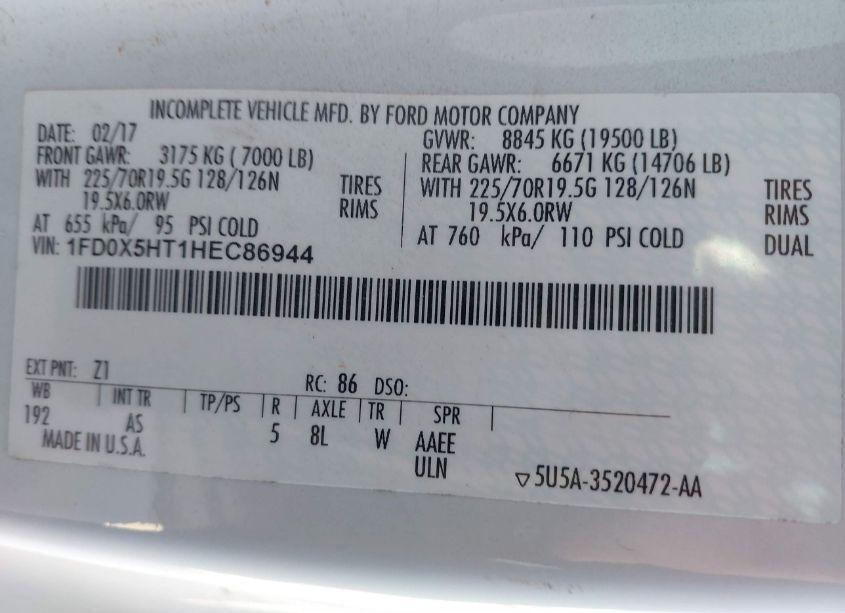 INCOMPLETE VEHICLE MFD. BY FORD MOTOR COMPANY
DATE: 02/17
FRONT GAWR: 3175 KG ( 7000 LB)
WITH 225/70R19.5G 128/126N TIRES
19.5X6.0RW RIMS
AT 655 kPa/ 95 PSI COLD
GVWR: 8845 KG (19500 LB)
REAR GAWR: 6671 KG (14706 LB)
WITH 225/70R19.5G 128/126N TIRES
19.5X6.0RW RIMS
AT 760 kPa/ 110 PSI COLD DUAL
VIN: 1FD0X5HT1HEC86944
EXT PNT: Z1 RC: 86 DSO:
WB INT TR TP/PS R AXLE TR SPR
192 AS 5 8L W AAEE
MADE IN U.S.A. ULN
5U5A-3520472-AA